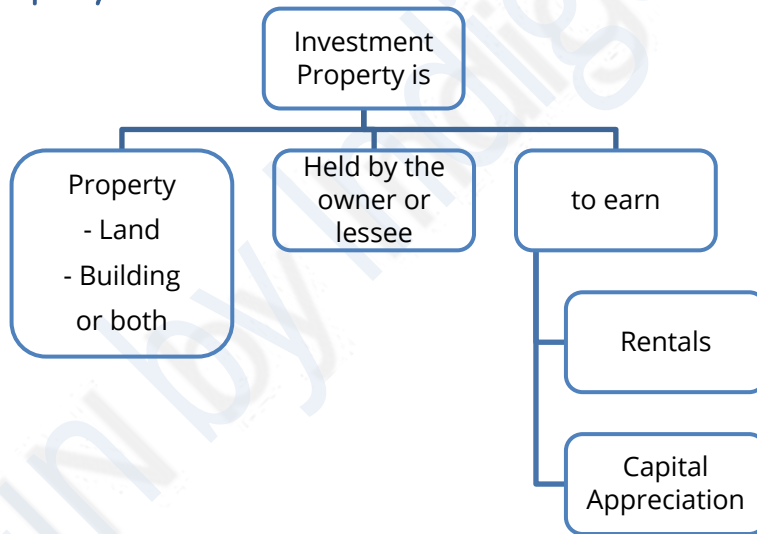 Investment
Property is
Property
- Land
- Building
or both
Held by the
owner or
lessee
to earn
Rentals
Capital
Appreciation